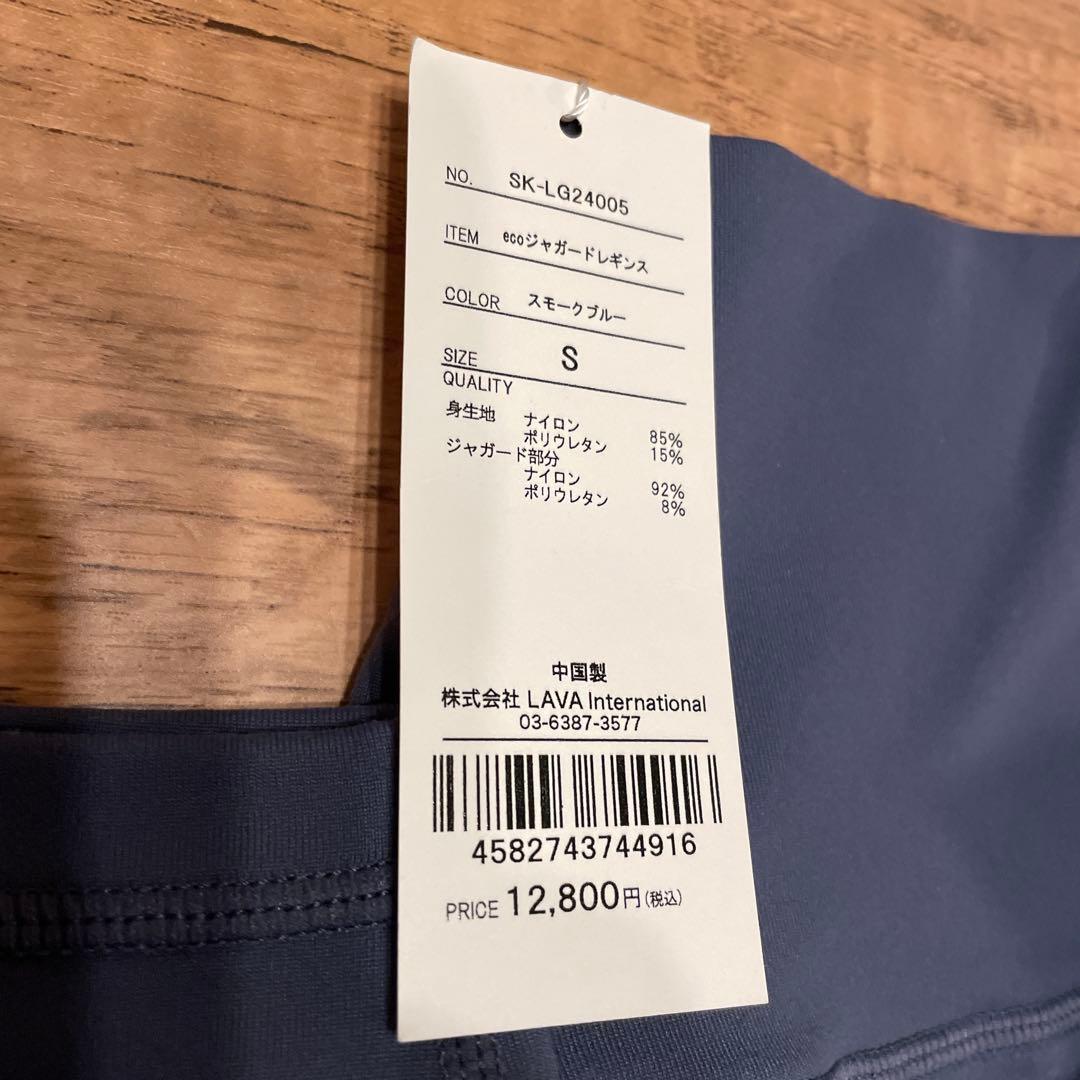 NO. SK-LG24005
ITEM ecoジャガードレギンス
COLOR スモークブルー
SIZE S
QUALITY
身生地 ナイロン 85%
ポリウレタン 15%
ジャガード部分
ナイロン 92%
ポリウレタン 8%
中国製
株式会社 LAVA International
03-6387-3577
4582743744916
PRICE 12,800円(税込)